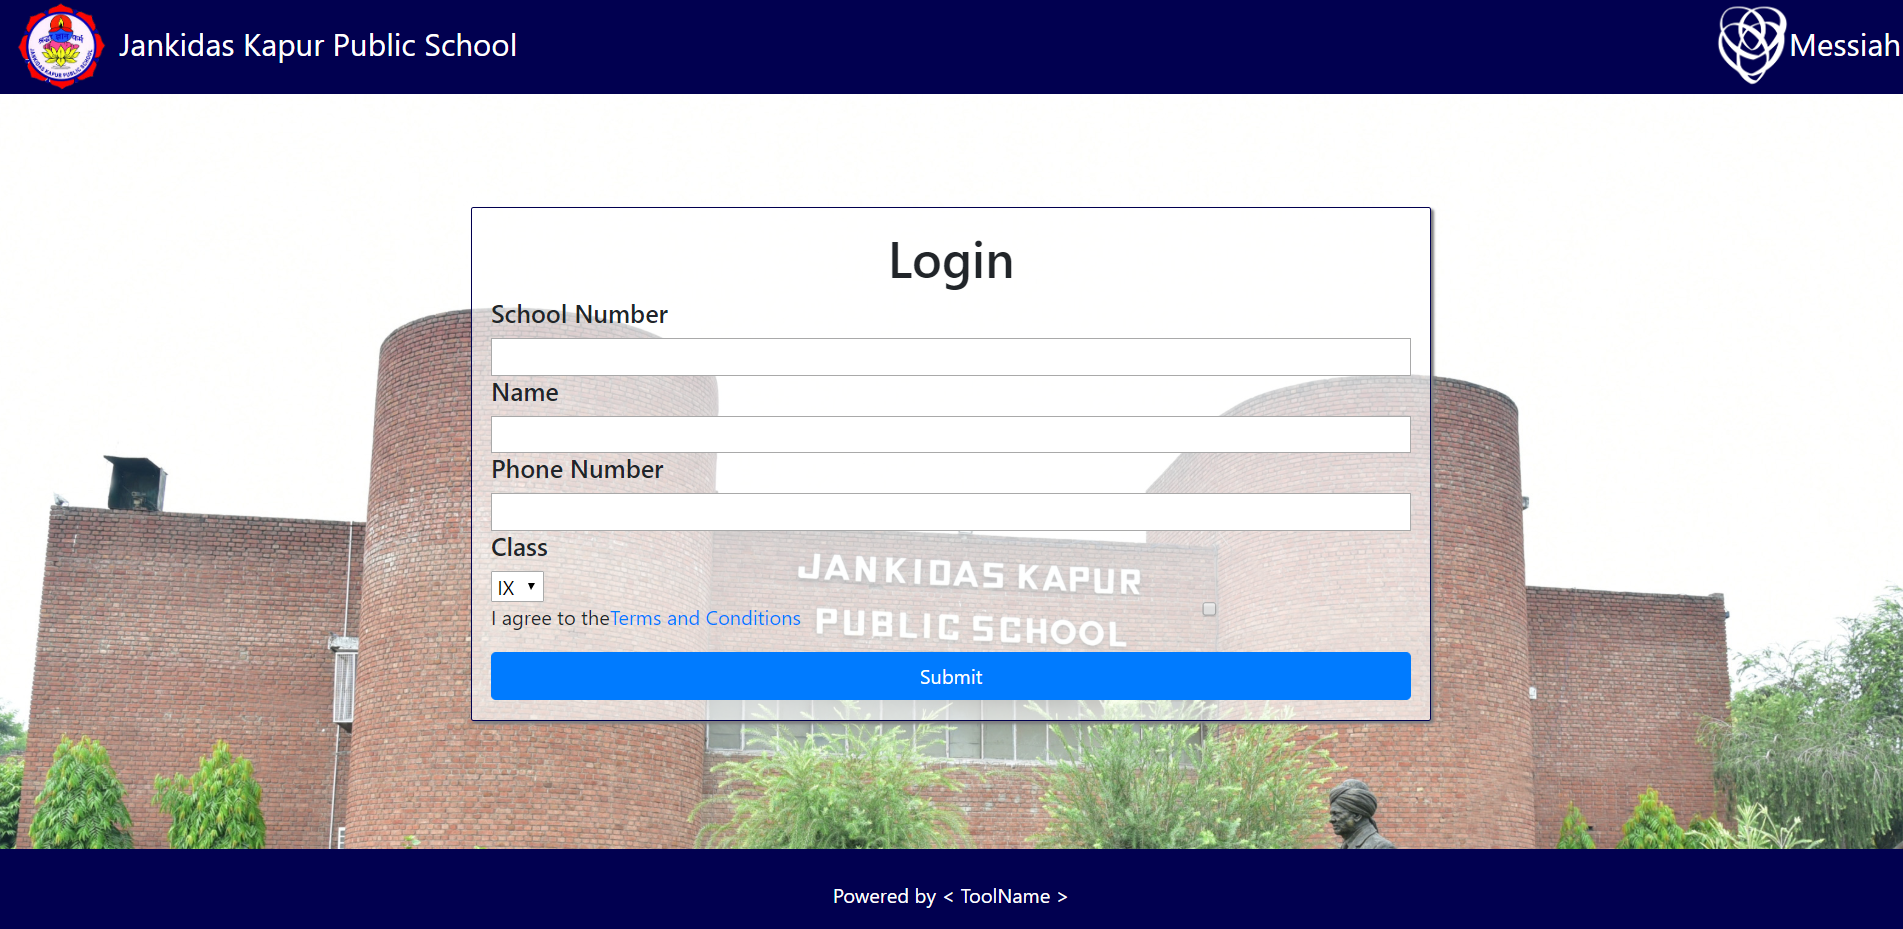 Jankidas Kapur Public School
Messiah
Login
School Number
Name
Phone Number
Class
IX
I agree to theTerms and Conditions
JANKIDAS KAPUR
PUBLIC SCHOOL
Submit
Powered by < ToolName >